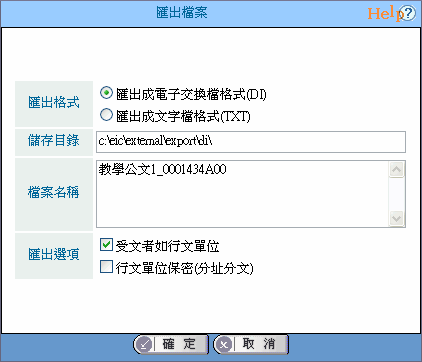 匯出檔案
Help?
匯出格式
匯出成電子交換檔格式(DI)
匯出成文字檔格式(TXT)
儲存目錄
c:\eic\external\export\di\
檔案名稱
教學公文1_0001434A00
匯出選項
受文者如行文單位
行文單位保密(分址分文)
確 定
取 消